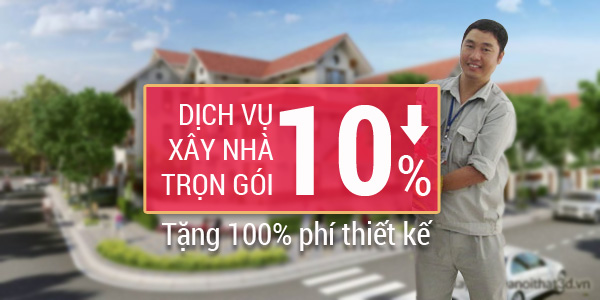 DỊCH VỤ
XÂY NHÀ
TRỌN GÓI
10%
Tặng 100% phí thiết kế